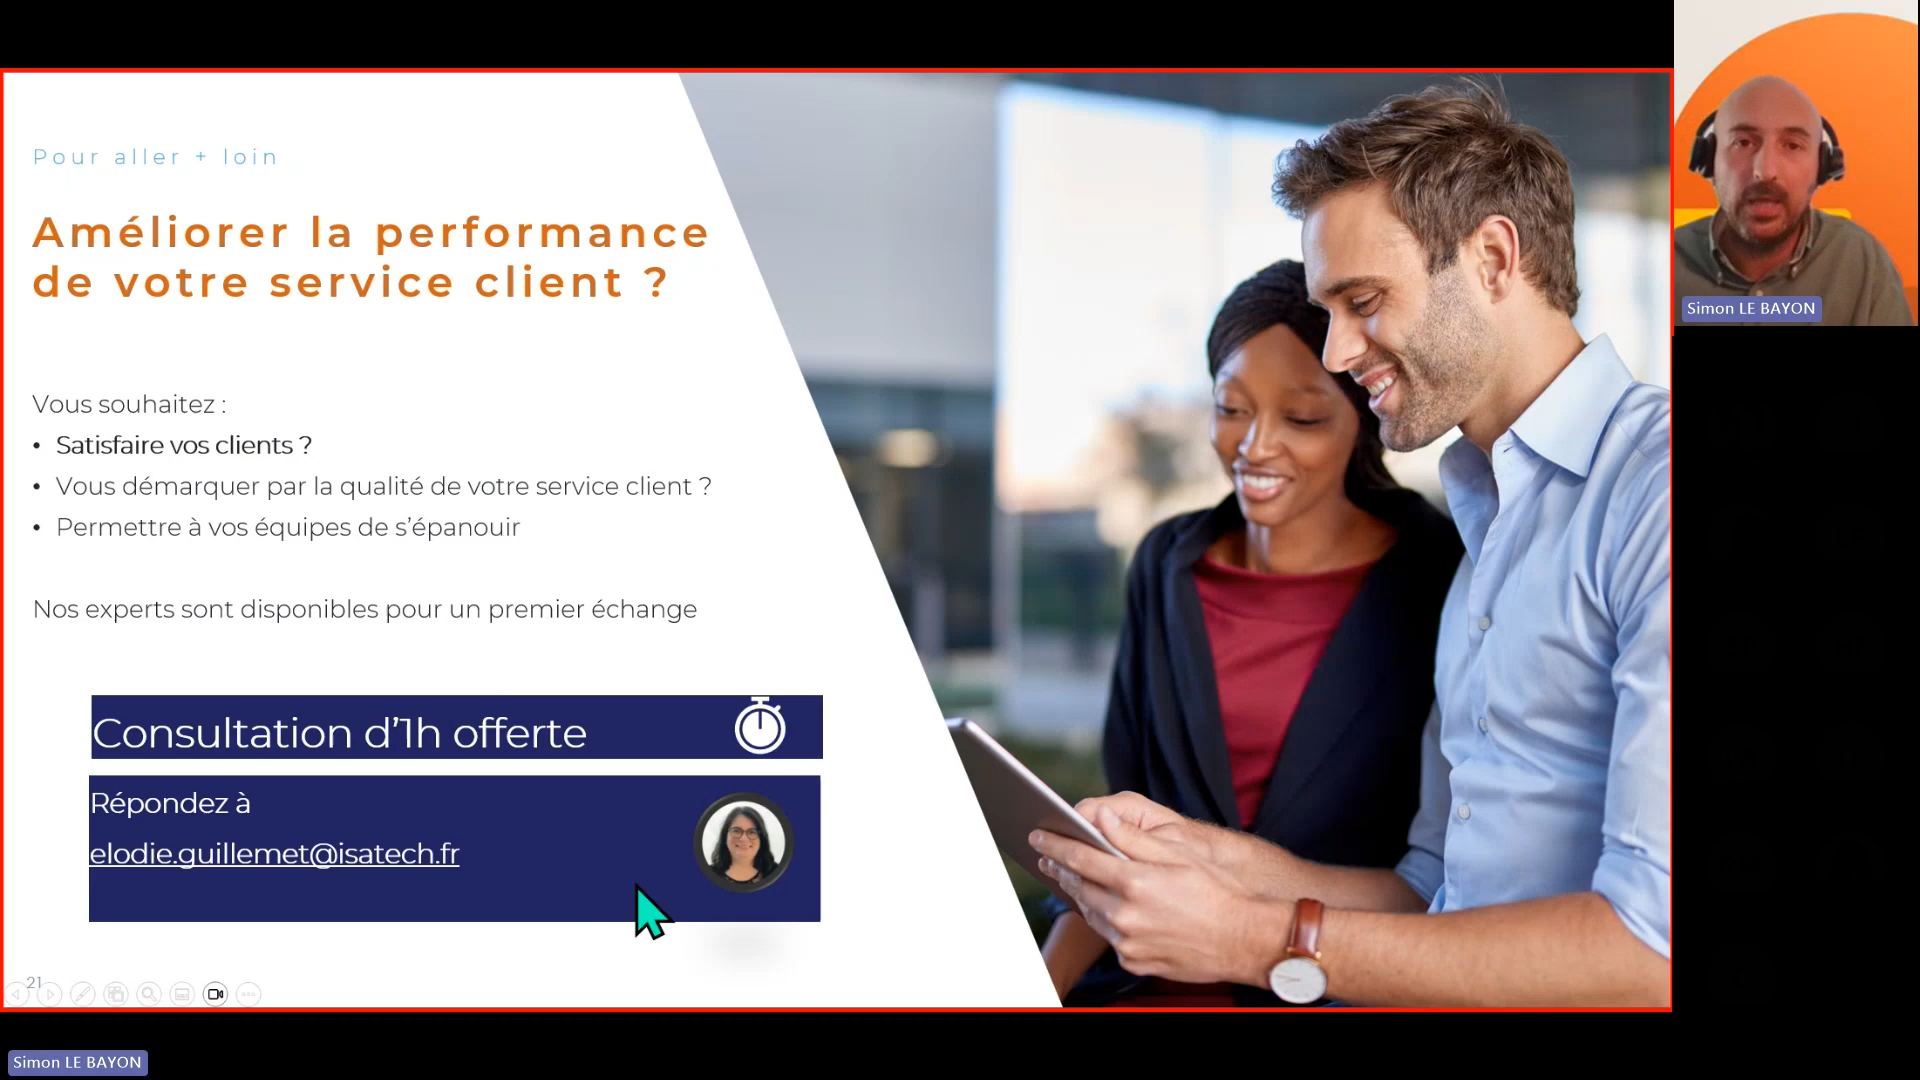 Pour aller + loin
Améliorer la performance
de votre service client ?
Vous souhaitez :
• Satisfaire vos clients ?
• Vous démarquer par la qualité de votre service client ?
• Permettre à vos équipes de s’épanouir
Nos experts sont disponibles pour un premier échange
Consultation d’1h offerte
Répondez à
elodie.guillemet@isatech.fr
21
Simon LE BAYON
Simon LE BAYON